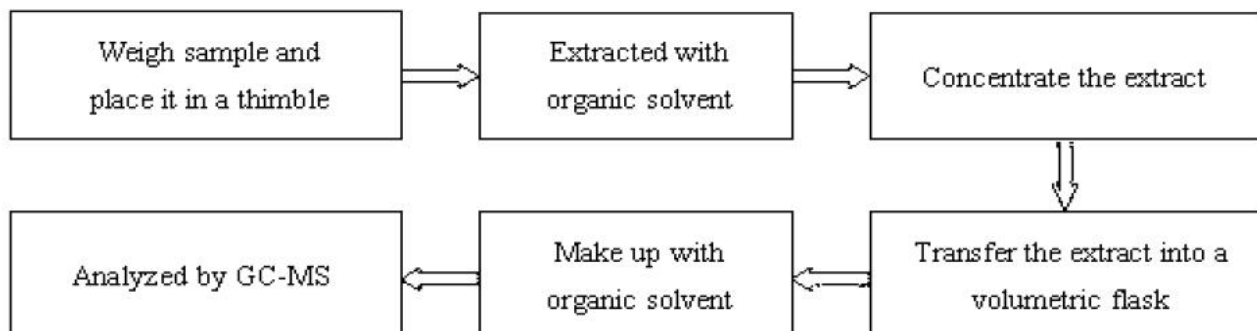 Weigh sample and
place it in a thimble
Extracted with
organic solvent
Concentrate the extract
Transfer the extract into a
volumetric flask
Make up with
organic solvent
Analyzed by GC-MS